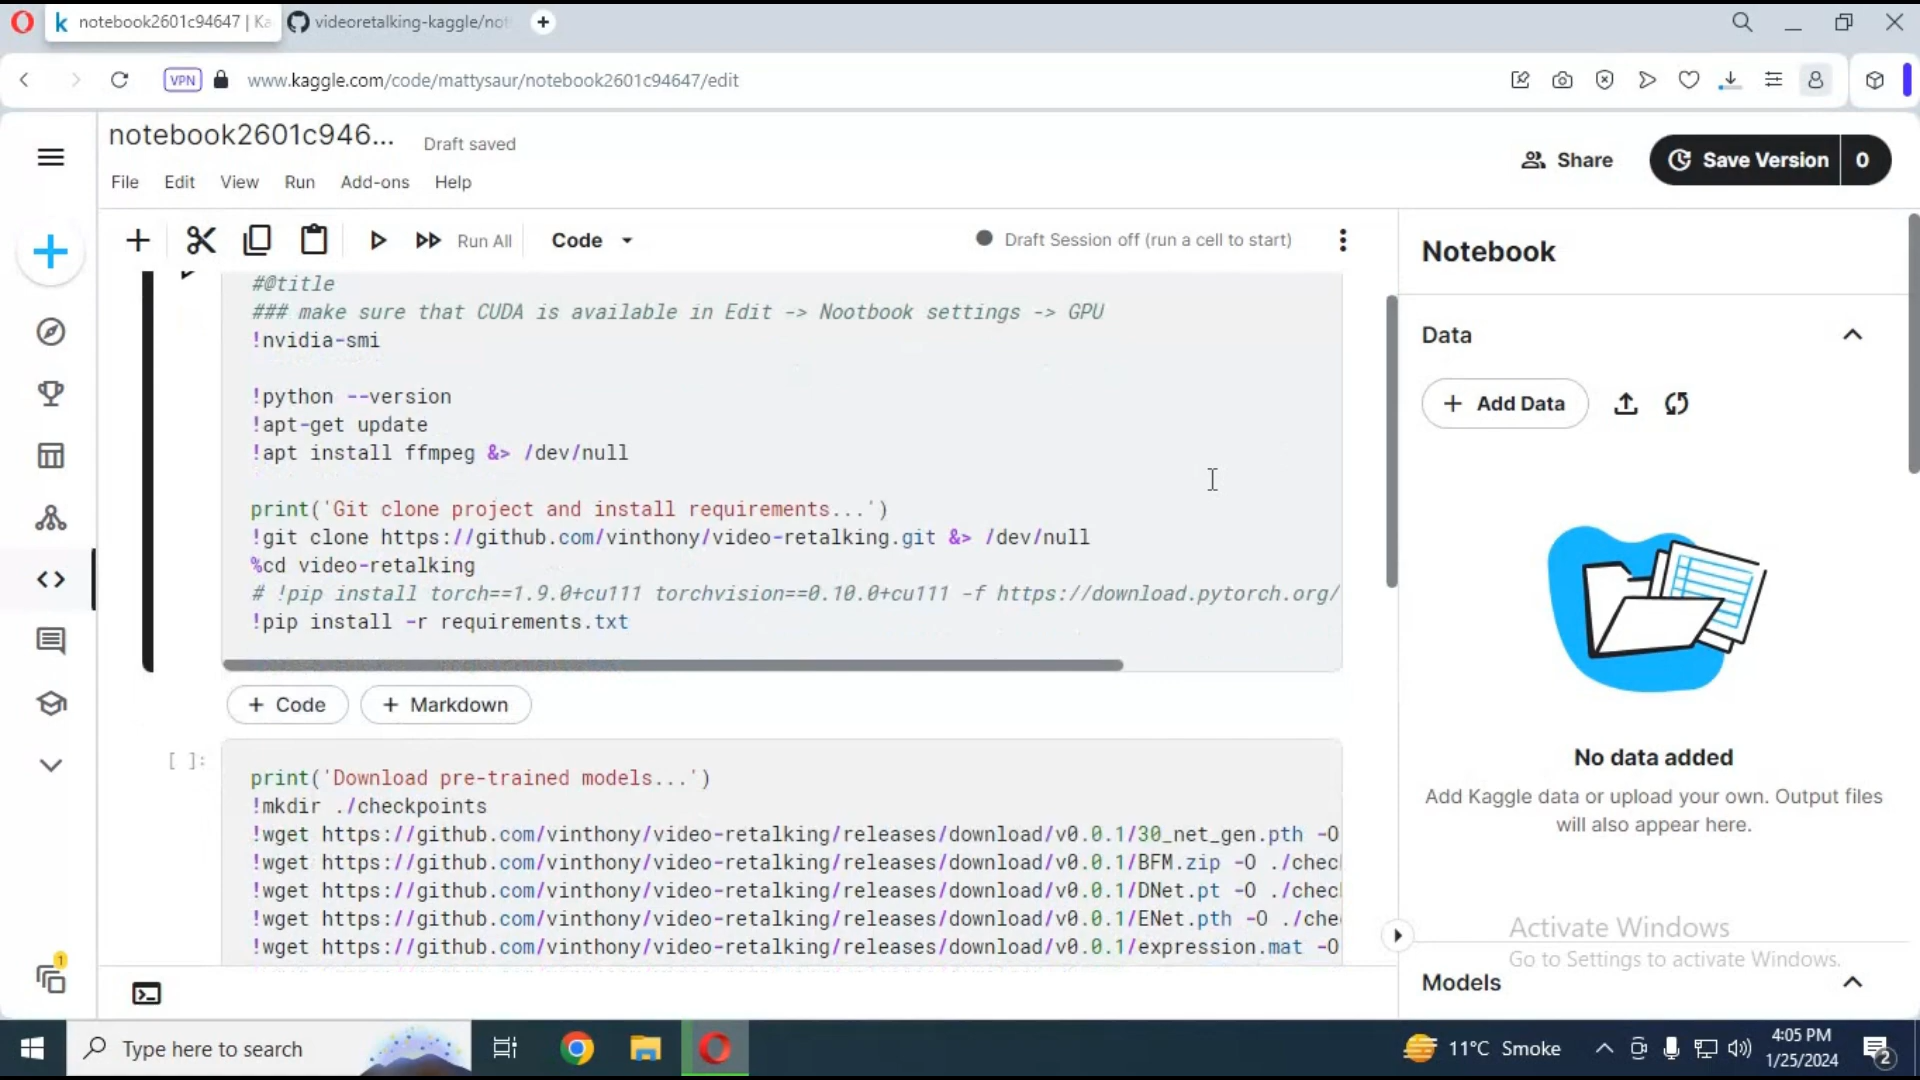 notebook2601c94647 | Ka
videoretalking-kaggle/not
VPN
www.kaggle.com/code/mattysaur/notebook2601c94647/edit
notebook2601c946...
Draft saved
File
Edit
View
Run
Add-ons
Help
Share
Save Version
0
Run All
Code
Draft Session off (run a cell to start)
Notebook
#@title
### make sure that CUDA is available in Edit -> Nootbook settings -> GPU
!nvidia-smi
!python --version
!apt-get update
!apt install ffmpeg &> /dev/null
print('Git clone project and install requirements...')
!git clone https://github.com/vinthony/video-retalking.git &> /dev/null
%cd video-retalking
# !pip install torch==1.9.0+cu111 torchvision==0.10.0+cu111 -f https://download.pytorch.org/
!pip install -r requirements.txt
+ Code
+ Markdown
[ ]:
print('Download pre-trained models...')
!mkdir ./checkpoints
!wget https://github.com/vinthony/video-retalking/releases/download/v0.0.1/30_net_gen.pth -O
!wget https://github.com/vinthony/video-retalking/releases/download/v0.0.1/BFM.zip -O ./chec
!wget https://github.com/vinthony/video-retalking/releases/download/v0.0.1/DNet.pt -O ./chec
!wget https://github.com/vinthony/video-retalking/releases/download/v0.0.1/ENet.pth -O ./che
!wget https://github.com/vinthony/video-retalking/releases/download/v0.0.1/expression.mat -O
Data
+ Add Data
No data added
Add Kaggle data or upload your own. Output files
will also appear here.
Activate Windows
Go to Settings to activate Windows.
Models
1
Type here to search
11°C Smoke
4:05 PM
1/25/2024
2